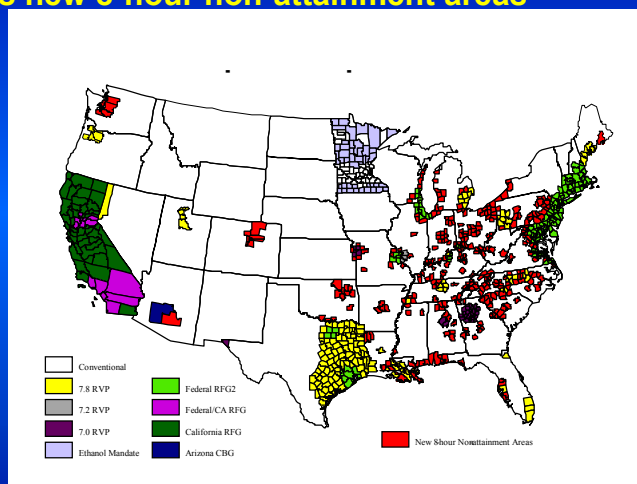 new 8-hour non-attainment areas
Conventional
7.8 RVP
7.2 RVP
7.0 RVP
Ethanol Mandate
Federal RFG2
Federal/CA RFG
California RFG
Arizona CBG
New 8hour Nonattainment Areas